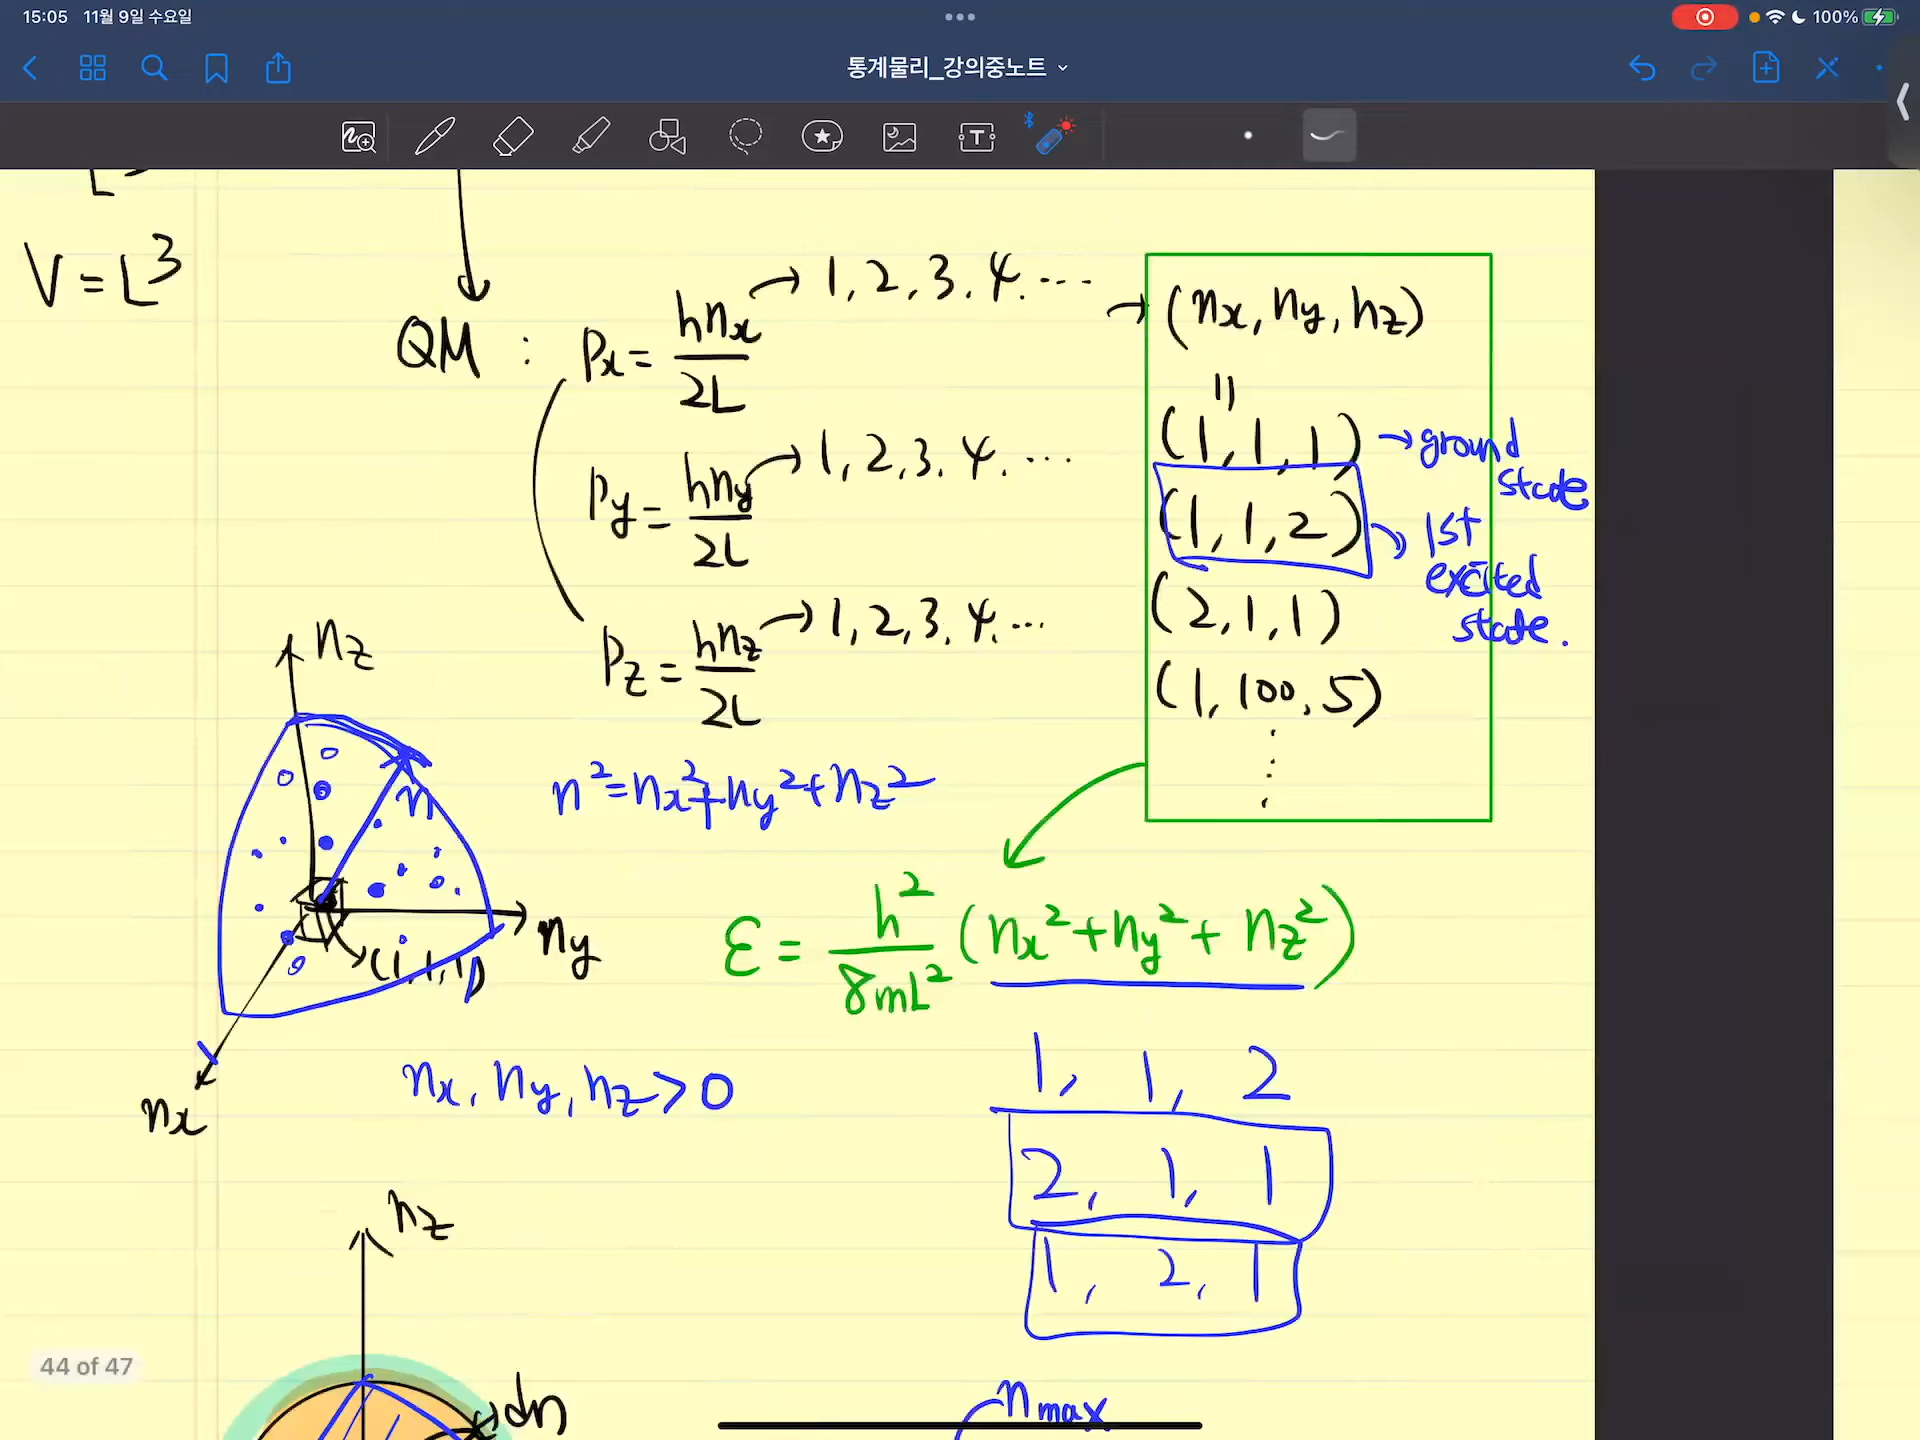 15:05 11월 9일 수요일
100%
통계물리_강의중노트
V = L³
QM : Px = hnx / 2L → 1, 2, 3, 4, ....
Py = hny / 2L → 1, 2, 3, 4, ...
Pz = hnz / 2L → 1, 2, 3, 4, ...
→ (nx, ny, nz)
(1, 1, 1) → ground state
(1, 1, 2) → 1st excited state.
(2, 1, 1)
(1, 100, 5)
nz
n
ny
(1, 1, 1)
nx
n² = nx² + ny² + nz²
ε = h² / 8mL² (nx² + ny² + nz²)
nx, ny, nz > 0
1, 1, 2
2, 1, 1
1, 2, 1
nz
dn
nmax
44 of 47